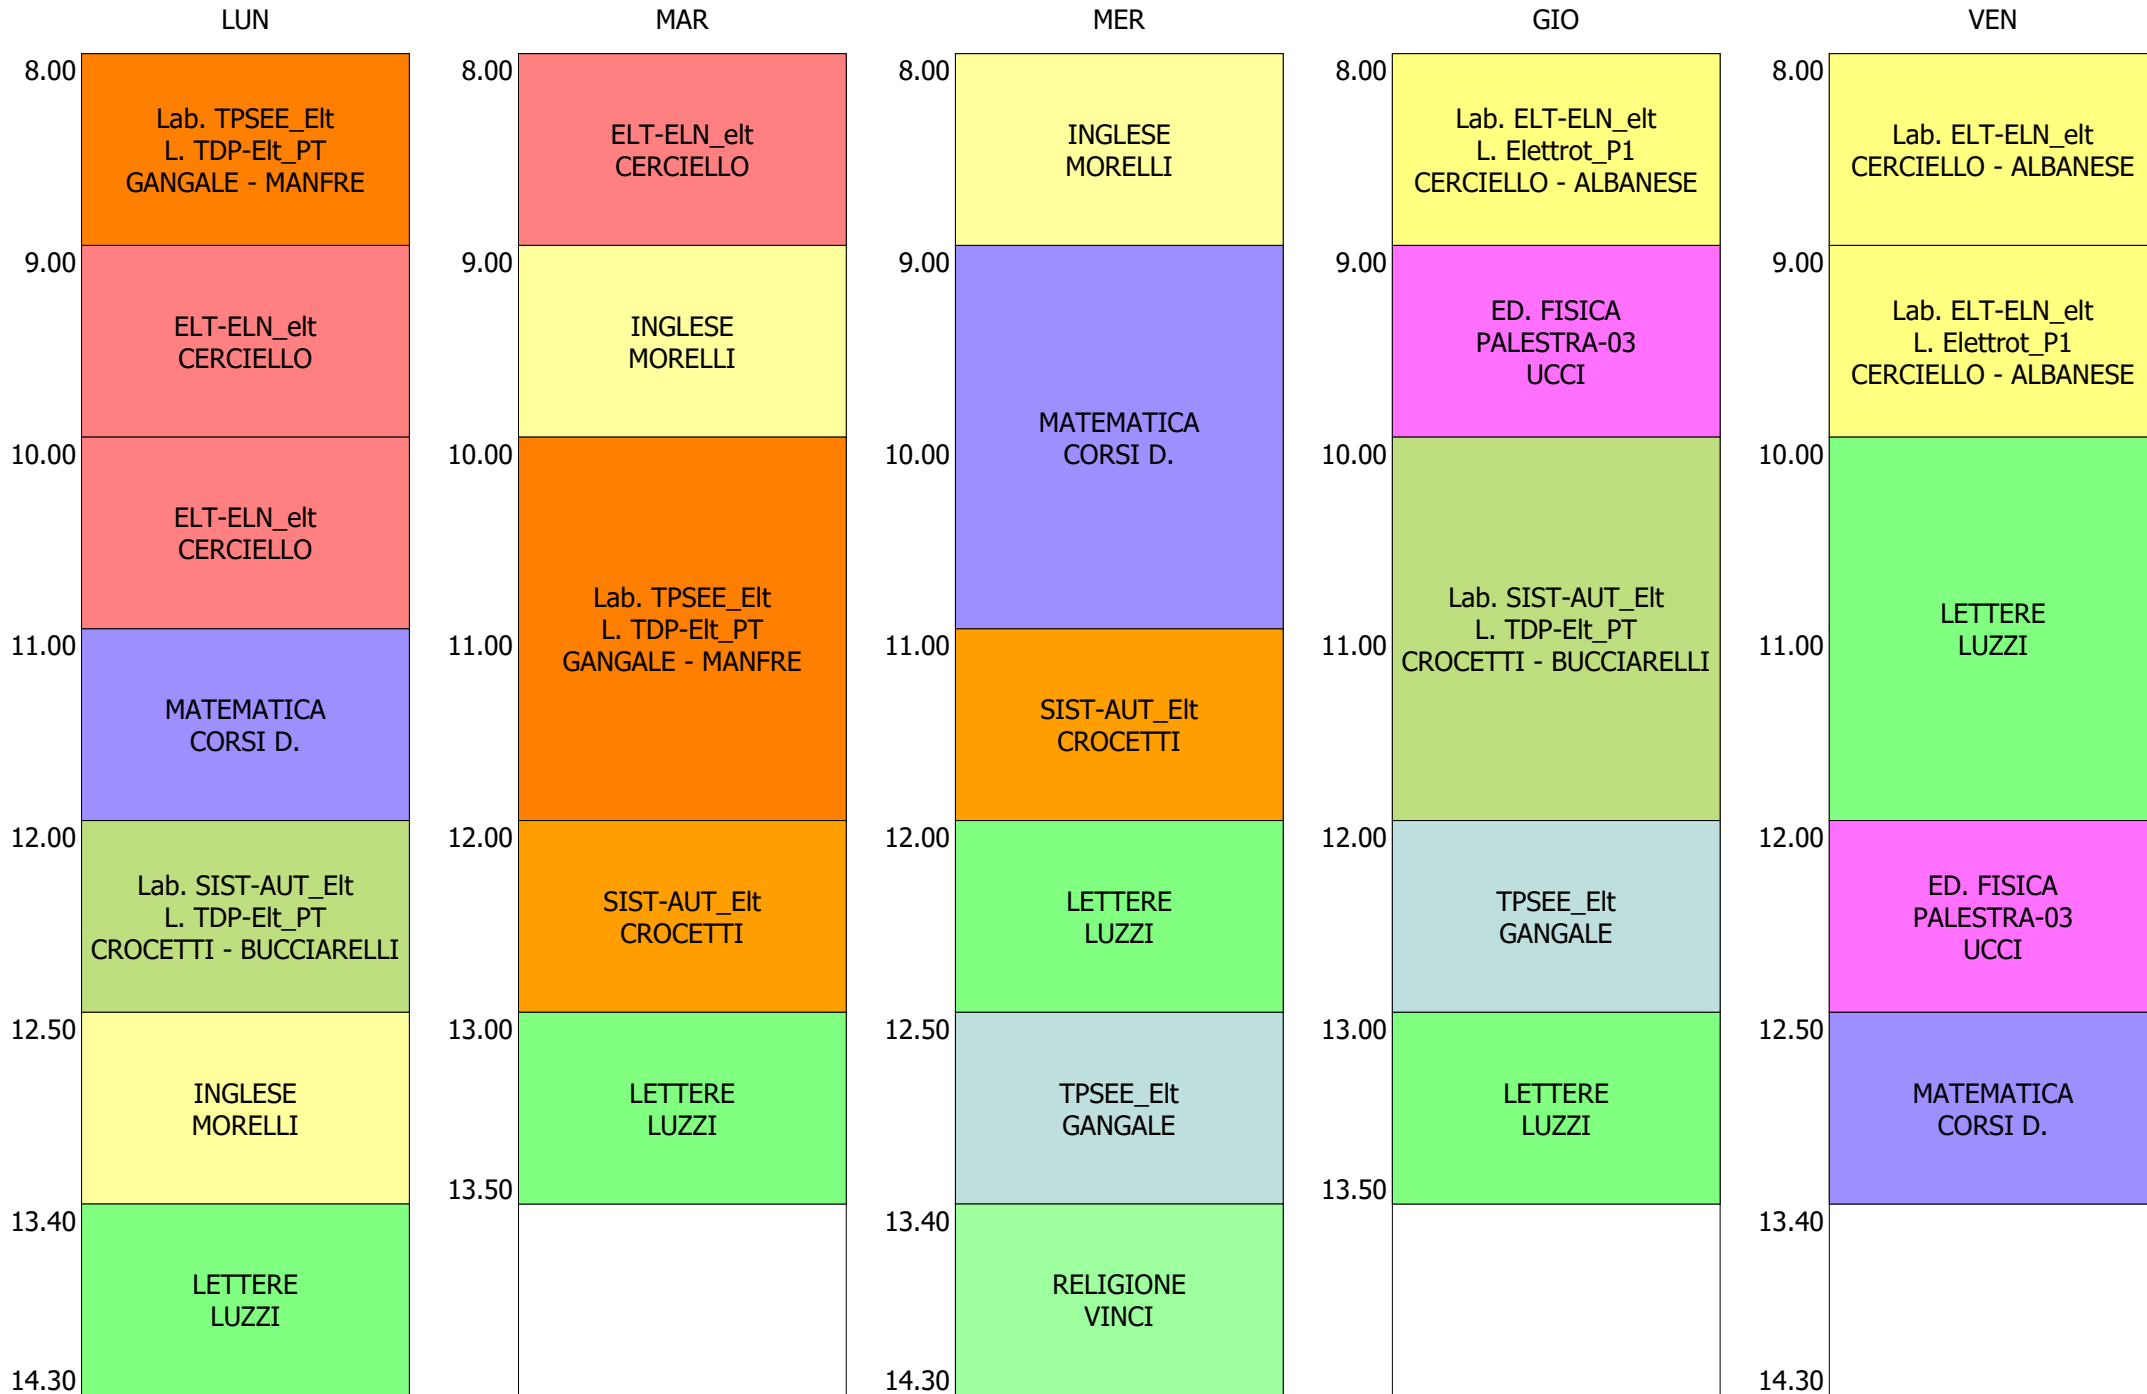 LUN
8.00
Lab. TPSEE_Elt
L. TDP-Elt_PT
GANGALE - MANFRE
9.00
ELT-ELN_elt
CERCIELLO
10.00
ELT-ELN_elt
CERCIELLO
11.00
MATEMATICA
CORSI D.
12.00
Lab. SIST-AUT_Elt
L. TDP-Elt_PT
CROCETTI - BUCCIARELLI
12.50
INGLESE
MORELLI
13.40
LETTERE
LUZZI
14.30
MAR
8.00
ELT-ELN_elt
CERCIELLO
9.00
INGLESE
MORELLI
10.00
Lab. TPSEE_Elt
L. TDP-Elt_PT
GANGALE - MANFRE
11.00
12.00
SIST-AUT_Elt
CROCETTI
13.00
LETTERE
LUZZI
13.50
MER
8.00
INGLESE
MORELLI
9.00
MATEMATICA
CORSI D.
10.00
11.00
SIST-AUT_Elt
CROCETTI
12.00
LETTERE
LUZZI
12.50
TPSEE_Elt
GANGALE
13.40
RELIGIONE
VINCI
14.30
GIO
8.00
Lab. ELT-ELN_elt
L. Elettrot_P1
CERCIELLO - ALBANESE
9.00
ED. FISICA
PALESTRA-03
UCCI
10.00
Lab. SIST-AUT_Elt
L. TDP-Elt_PT
CROCETTI - BUCCIARELLI
11.00
12.00
TPSEE_Elt
GANGALE
13.00
LETTERE
LUZZI
13.50
VEN
8.00
Lab. ELT-ELN_elt
CERCIELLO - ALBANESE
9.00
Lab. ELT-ELN_elt
L. Elettrot_P1
CERCIELLO - ALBANESE
10.00
LETTERE
LUZZI
11.00
12.00
ED. FISICA
PALESTRA-03
UCCI
12.50
MATEMATICA
CORSI D.
13.40
14.30